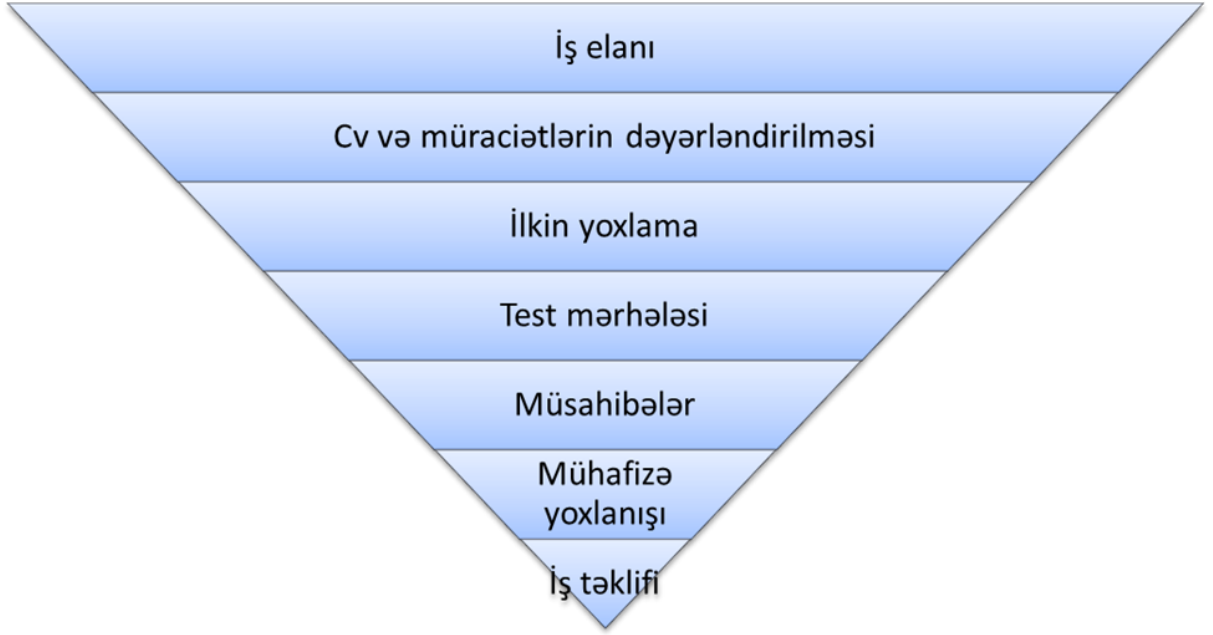 İş elanı
Cv və müraciətlərin dəyərləndirilməsi
İlkin yoxlama
Test mərhələsi
Müsahibələr
Mühafizə
yoxlanışı
İş təklifi